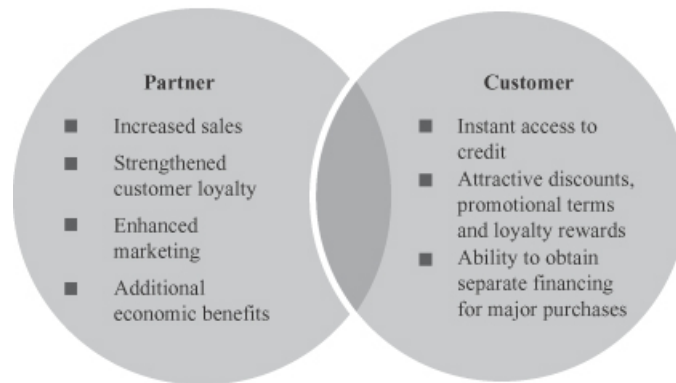 Partner
■ Increased sales
■ Strengthened
customer loyalty
■ Enhanced
marketing
■ Additional
economic benefits
Customer
■ Instant access to
credit
■ Attractive discounts,
promotional terms
and loyalty rewards
■ Ability to obtain
separate financing
for major purchases